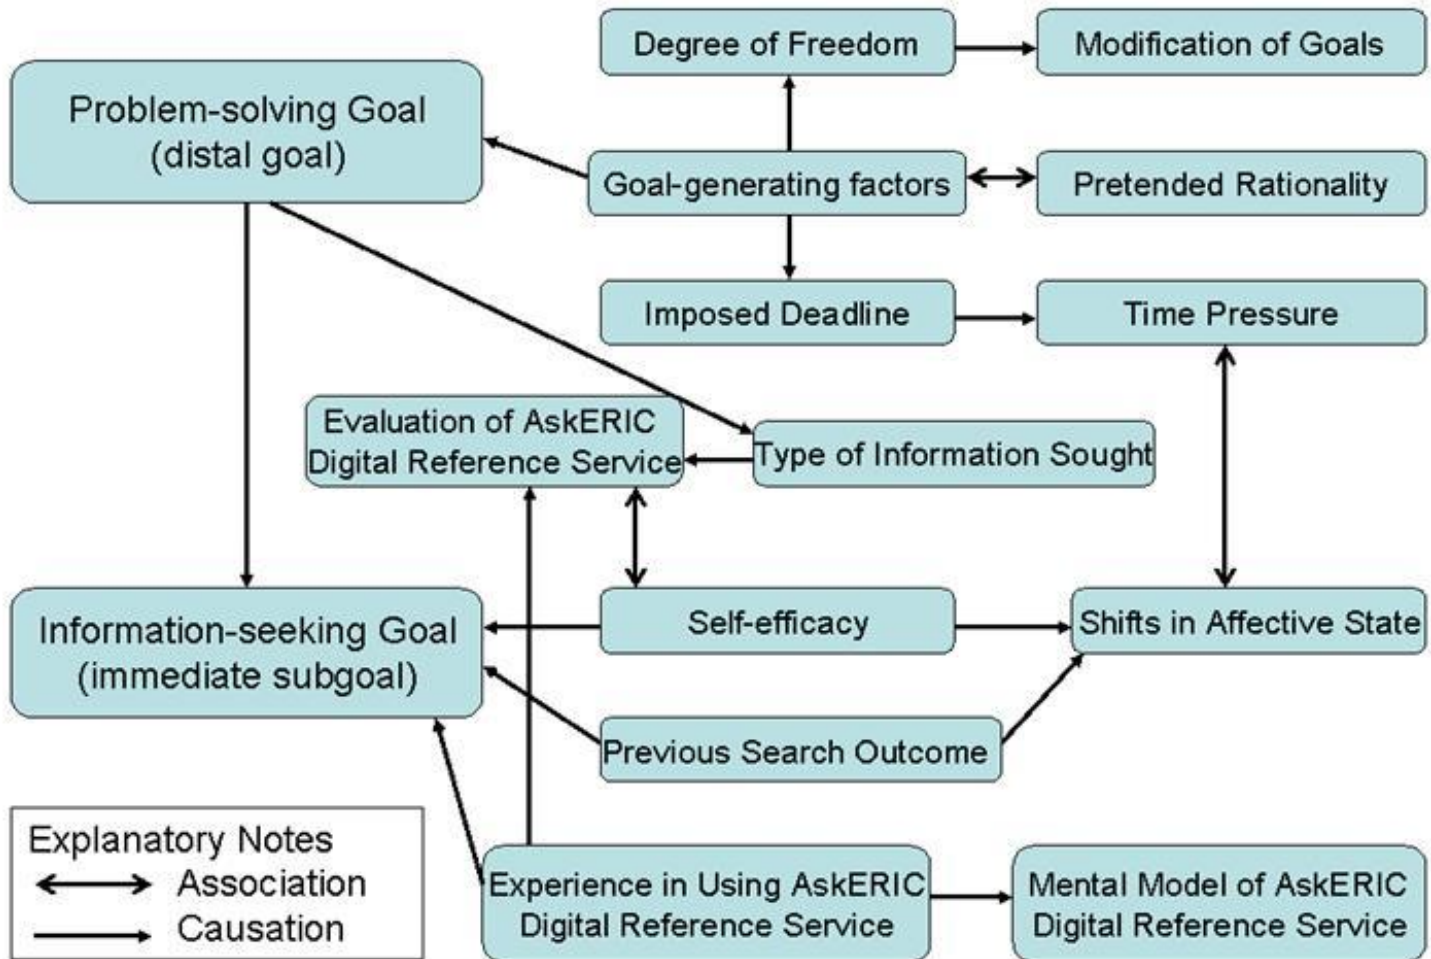 Degree of Freedom
Modification of Goals
Problem-solving Goal
(distal goal)
Goal-generating factors
Pretended Rationality
Imposed Deadline
Time Pressure
Evaluation of AskERIC
Digital Reference Service
Type of Information Sought
Information-seeking Goal
(immediate subgoal)
Self-efficacy
Shifts in Affective State
Previous Search Outcome
Explanatory Notes
Association
Causation
Experience in Using AskERIC
Digital Reference Service
Mental Model of AskERIC
Digital Reference Service